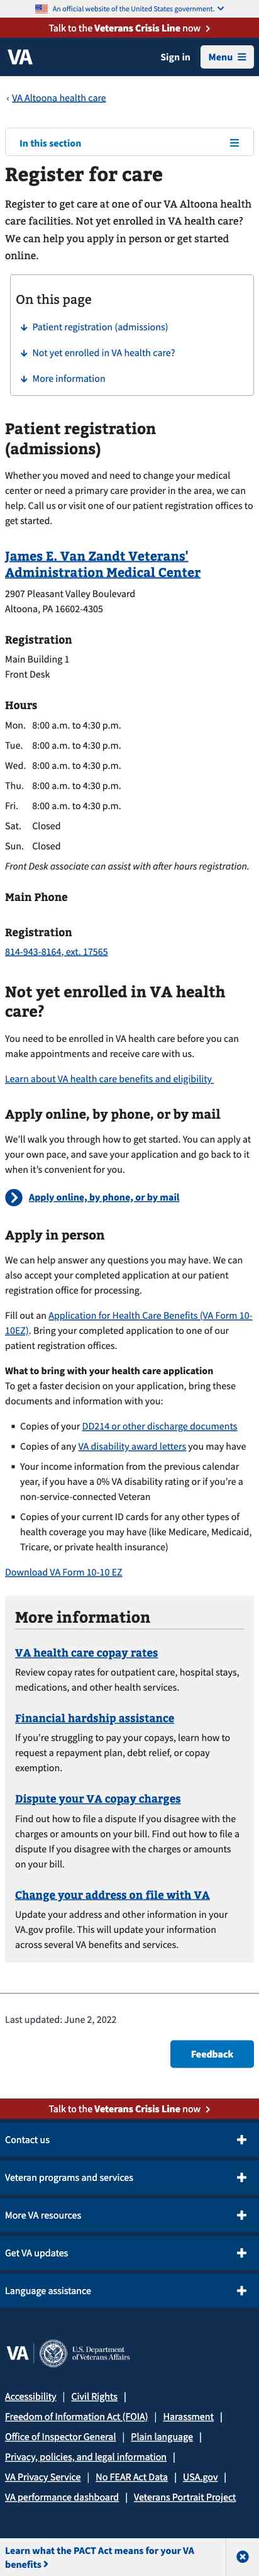 An official website of the United States government.
Talk to the Veterans Crisis Line now
VA
Sign in
Menu
VA Altoona health care
In this section
Register for care
Register to get care at one of our VA Altoona health
care facilities. Not yet enrolled in VA health care?
We can help you apply in person or get started
online.
On this page
Patient registration (admissions)
Not yet enrolled in VA health care?
More information
Patient registration
(admissions)
Whether you moved and need to change your medical
center or need a primary care provider in the area, we can
help. Call us or visit one of our patient registration offices to
get started.
James E. Van Zandt Veterans'
Administration Medical Center
2907 Pleasant Valley Boulevard
Altoona, PA 16602-4305
Registration
Main Building 1
Front Desk
Hours
Mon. 8:00 a.m. to 4:30 p.m.
Tue. 8:00 a.m. to 4:30 p.m.
Wed. 8:00 a.m. to 4:30 p.m.
Thu. 8:00 a.m. to 4:30 p.m.
Fri. 8:00 a.m. to 4:30 p.m.
Sat. Closed
Sun. Closed
Front Desk associate can assist with after hours registration.
Main Phone
Registration
814-943-8164, ext. 17565
Not yet enrolled in VA health
care?
You need to be enrolled in VA health care before you can
make appointments and receive care with us.
Learn about VA health care benefits and eligibility
Apply online, by phone, or by mail
We'll walk you through how to get started. You can apply at
your own pace, and save your application and go back to it
when it's convenient for you.
Apply online, by phone, or by mail
Apply in person
We can help answer any questions you may have. We can
also accept your completed application at our patient
registration office for processing.
Fill out an Application for Health Care Benefits (VA Form 10-
10EZ). Bring your completed application to one of our
patient registration offices.
What to bring with your health care application
To get a faster decision on your application, bring these
documents and information with you:
Copies of your DD214 or other discharge documents
Copies of any VA disability award letters you may have
Your income information from the previous calendar
year, if you have a 0% VA disability rating or if you're a
non-service-connected Veteran
Copies of your current ID cards for any other types of
health coverage you may have (like Medicare, Medicaid,
Tricare, or private health insurance)
Download VA Form 10-10 EZ
More information
VA health care copay rates
Review copay rates for outpatient care, hospital stays,
medications, and other health services.
Financial hardship assistance
If you're struggling to pay your copays, learn how to
request a repayment plan, debt relief, or copay
exemption.
Dispute your VA copay charges
Find out how to file a dispute If you disagree with the
charges or amounts on your bill. Find out how to file a
dispute If you disagree with the charges or amounts
on your bill.
Change your address on file with VA
Update your address and other information in your
VA.gov profile. This will update your information
across several VA benefits and services.
Last updated: June 2, 2022
Feedback
Talk to the Veterans Crisis Line now
Contact us
Veteran programs and services
More VA resources
Get VA updates
Language assistance
VA
U.S. Department
of Veterans Affairs
Accessibility | Civil Rights |
Freedom of Information Act (FOIA) | Harassment |
Office of Inspector General | Plain language |
Privacy, policies, and legal information |
VA Privacy Service | No FEAR Act Data | USA.gov |
VA performance dashboard | Veterans Portrait Project
Learn what the PACT Act means for your VA
benefits